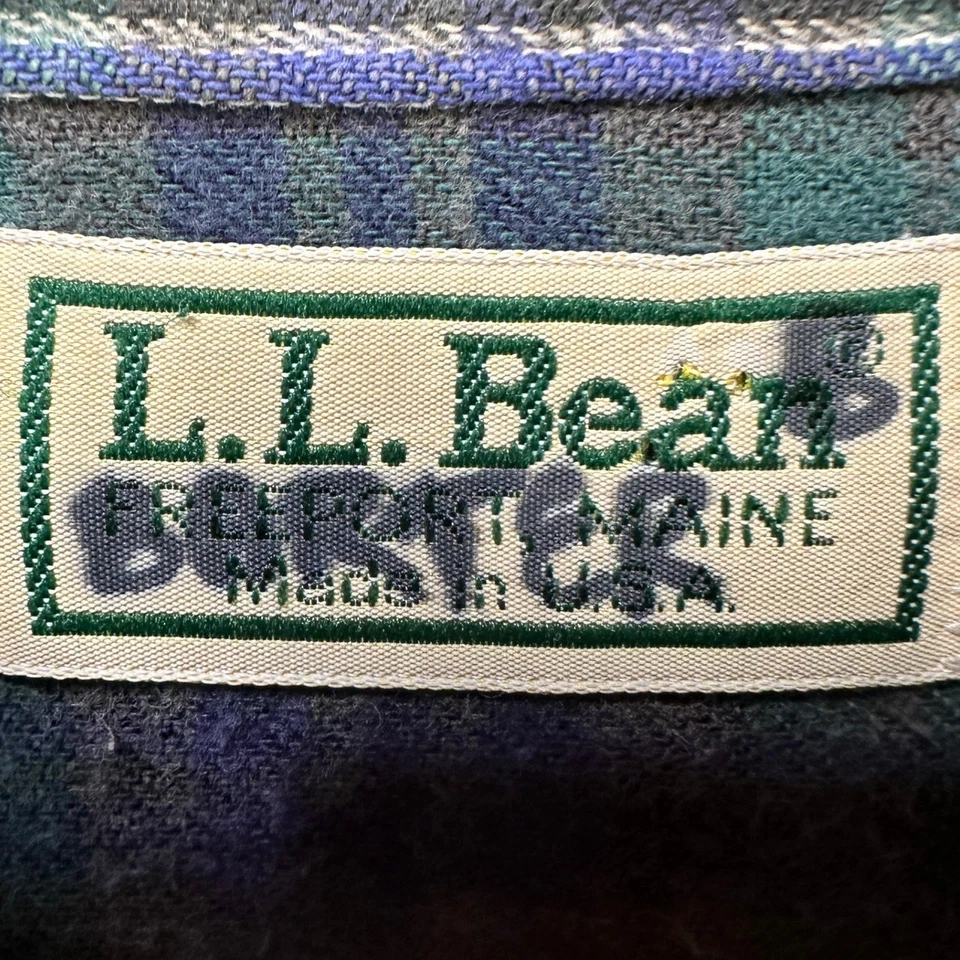 L.L.Bean®
B
FREEPORT, MAINE
Made in U.S.A.